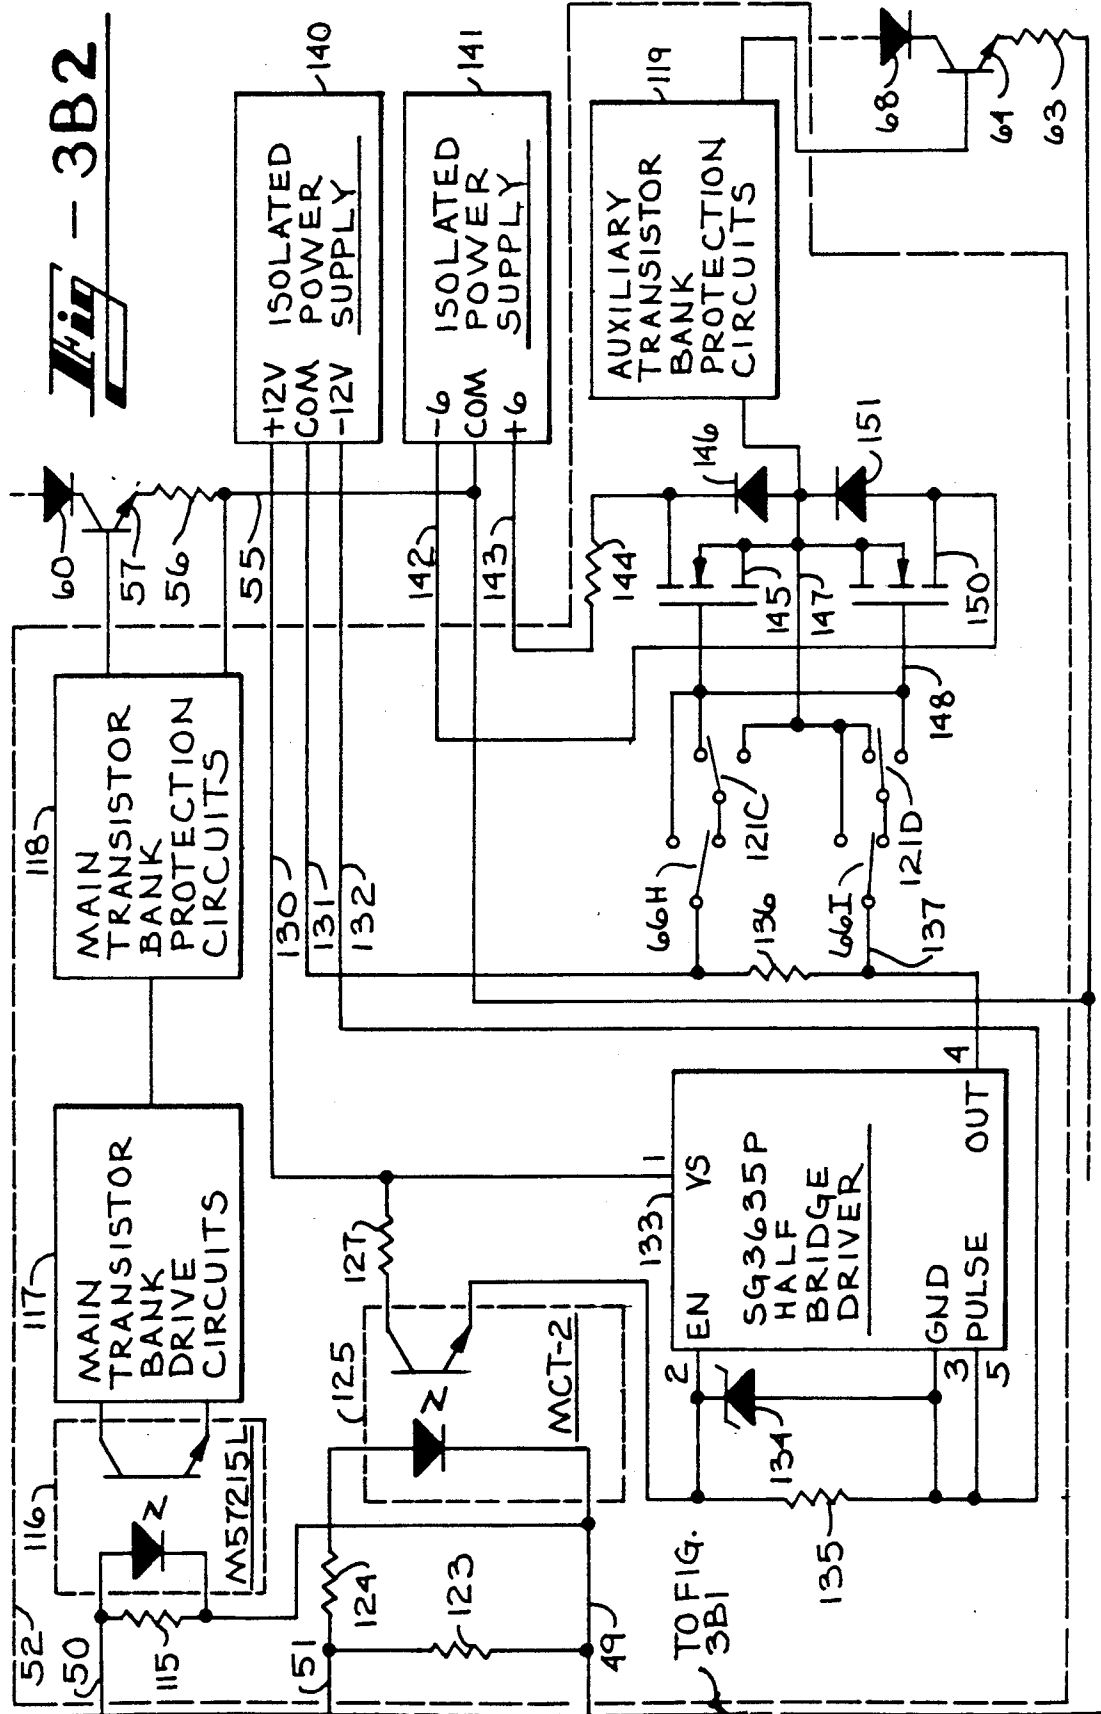 Fig-3B2
52
50
115
116
M57215L
117
MAIN
TRANSISTOR
BANK
DRIVE
CIRCUITS
118
MAIN
TRANSISTOR
BANK
PROTECTION
CIRCUITS
60
57
56
55
51
124
123
49
125
MCT-2
127
130
131
132
+12V
COM
-12V
ISOLATED
POWER
SUPPLY
140
-6
COM
+6
ISOLATED
POWER
SUPPLY
141
142
143
144
119
AUXILIARY
TRANSISTOR
BANK
PROTECTION
CIRCUITS
68
64
63
146
151
145
147
150
148
66H
121C
66I
121D
136
137
133
1
VS
2
EN
SG3635P
HALF
BRIDGE
DRIVER
GND
3
PULSE
5
OUT
4
134
135
TO FIG.
3B1